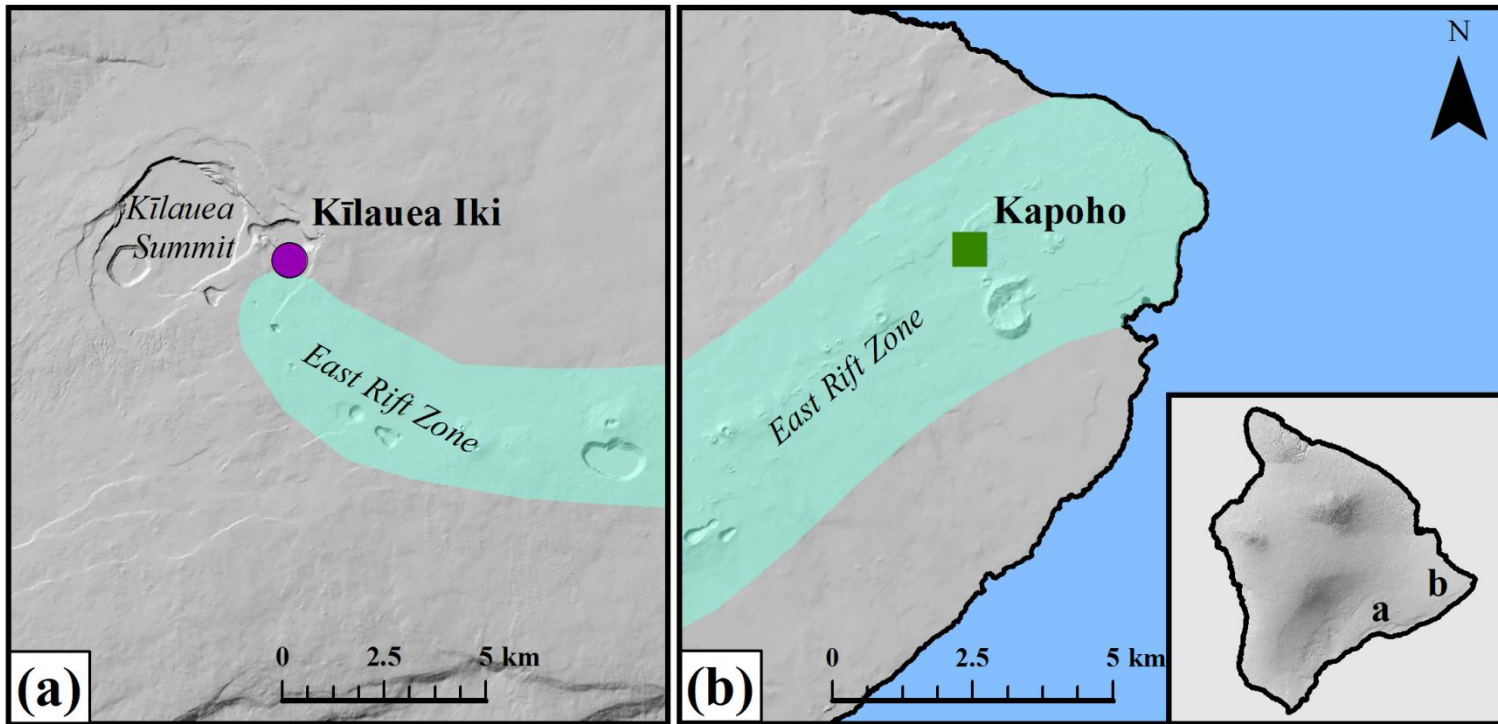 Kīlauea
Summit
Kīlauea Iki
East Rift Zone
0 2.5 5 km
(a)
N
Kapoho
East Rift Zone
0 2.5 5 km
(b)
b
a